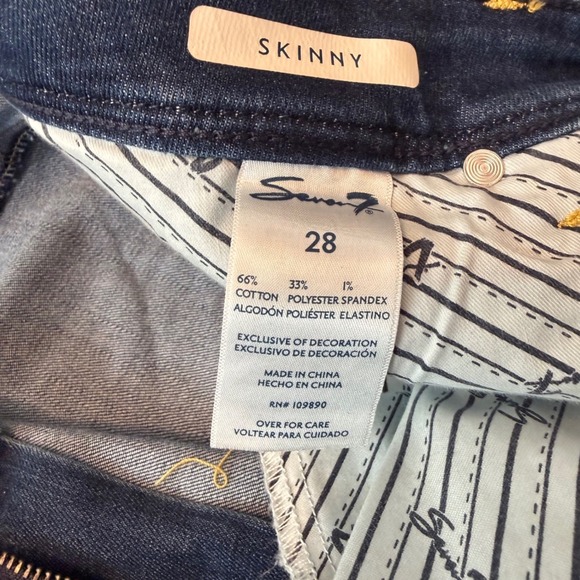 SKINNY
Seven7®
28
66% 33% 1%
COTTON POLYESTER SPANDEX
ALGODÓN POLIÉSTER ELASTINO
EXCLUSIVE OF DECORATION
EXCLUSIVO DE DECORACIÓN
MADE IN CHINA
HECHO EN CHINA
RN# 109890
OVER FOR CARE
VOLTEAR PARA CUIDADO